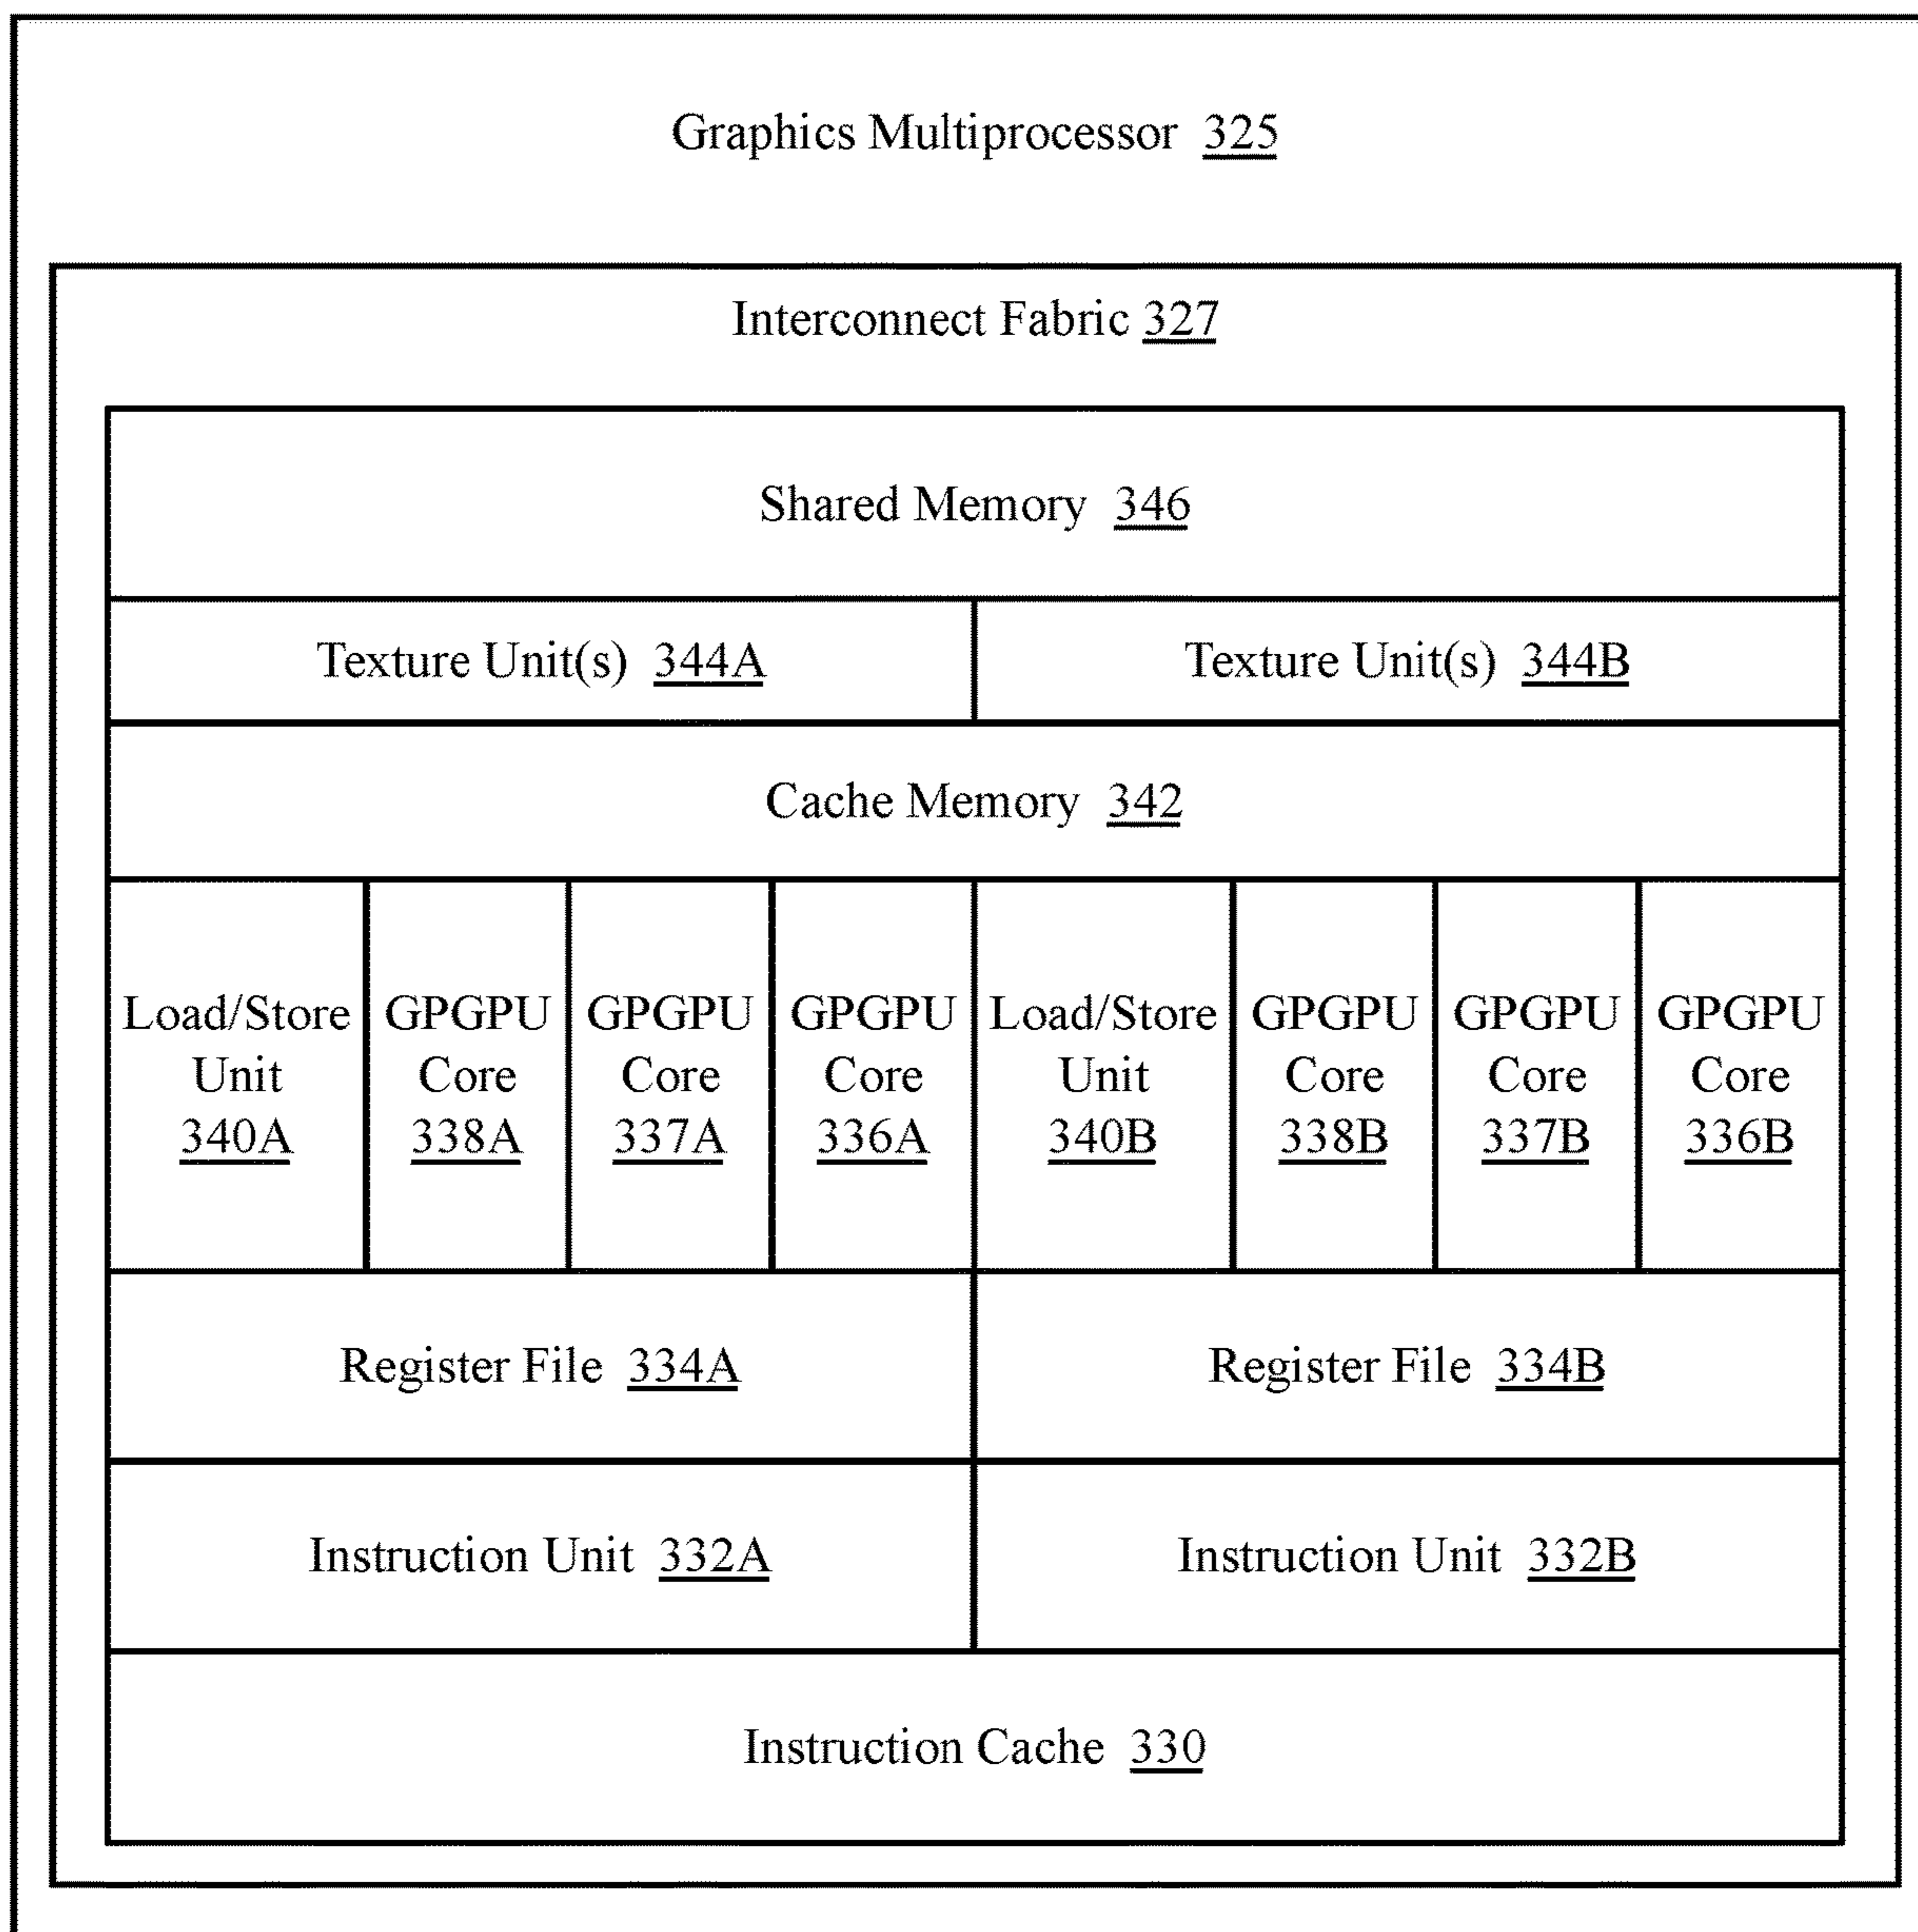 Graphics Multiprocessor 325
Interconnect Fabric 327
Shared Memory 346
Texture Unit(s) 344A
Texture Unit(s) 344B
Cache Memory 342
Load/Store
Unit
340A
GPGPU
Core
338A
GPGPU
Core
337A
GPGPU
Core
336A
Load/Store
Unit
340B
GPGPU
Core
338B
GPGPU
Core
337B
GPGPU
Core
336B
Register File 334A
Register File 334B
Instruction Unit 332A
Instruction Unit 332B
Instruction Cache 330